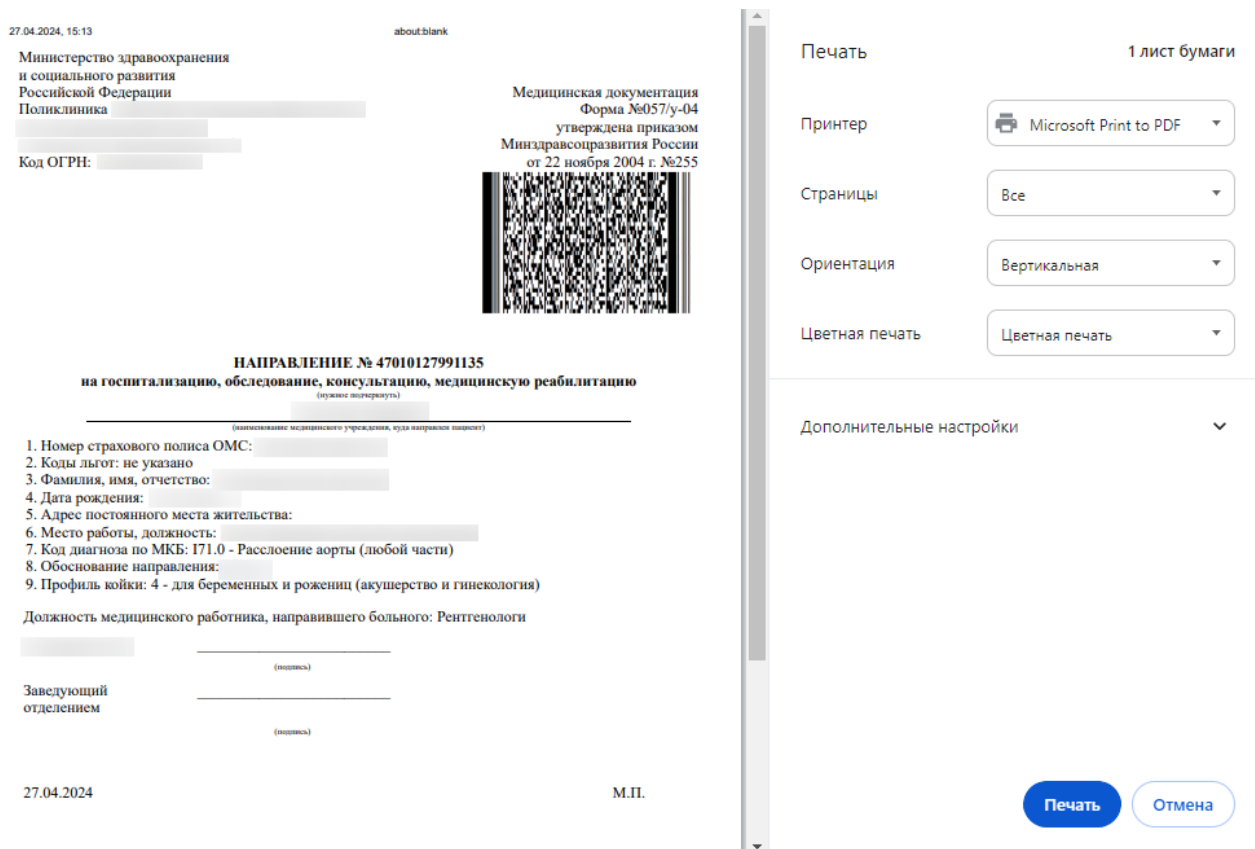 27.04.2024, 15:13
about:blank
Министерство здравоохранения
и социального развития
Российской Федерации
Поликлиника
Код ОГРН:
Медицинская документация
Форма №057/у-04
утверждена приказом
Минздравсоцразвития России
от 22 ноября 2004 г. №255
НАПРАВЛЕНИЕ № 47010127991135
на госпитализацию, обследование, консультацию, медицинскую реабилитацию
(нужное подчеркнуть)
(наименование медицинского учреждения, куда направлен пациент)
1. Номер страхового полиса ОМС:
2. Коды льгот: не указано
3. Фамилия, имя, отчетство:
4. Дата рождения:
5. Адрес постоянного места жительства:
6. Место работы, должность:
7. Код диагноза по МКБ: I71.0 - Расслоение аорты (любой части)
8. Обоснование направления:
9. Профиль койки: 4 - для беременных и рожениц (акушерство и гинекология)
Должность медицинского работника, направившего больного: Рентгенологи
(подпись)
Заведующий
отделением
(подпись)
27.04.2024
М.П.
Печать
1 лист бумаги
Принтер
Microsoft Print to PDF
Страницы
Все
Ориентация
Вертикальная
Цветная печать
Цветная печать
Дополнительные настройки
Печать
Отмена